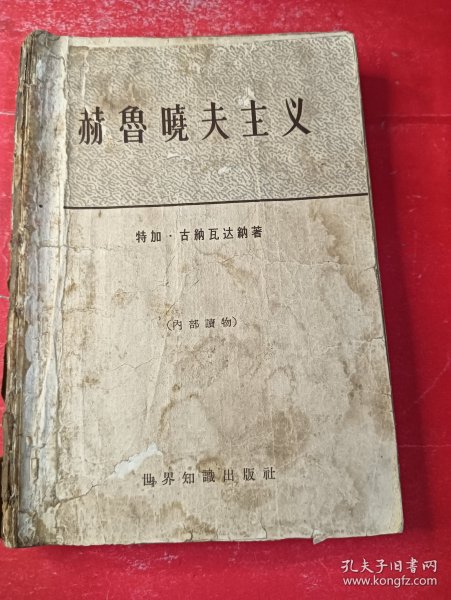 赫魯曉夫主义
特加·古納瓦达納著
(內部讀物)
世界知識出版社
孔夫子旧书网
www.kongfz.com